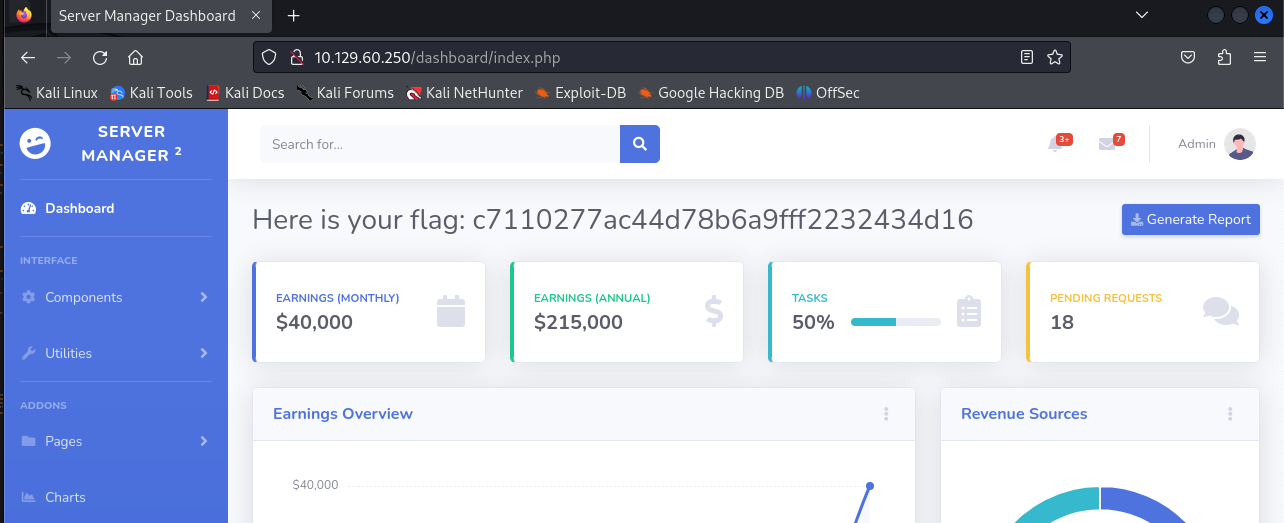 Server Manager Dashboard
10.129.60.250/dashboard/index.php
Kali Linux Kali Tools Kali Docs Kali Forums Kali NetHunter Exploit-DB Google Hacking DB OffSec
SERVER
MANAGER 2
Search for...
3+
7
Admin
Dashboard
Here is your flag: c7110277ac44d78b6a9fff2232434d16
Generate Report
INTERFACE
Components
Utilities
ADDONS
Pages
Charts
EARNINGS (MONTHLY)
$40,000
EARNINGS (ANNUAL)
$215,000
TASKS
50%
PENDING REQUESTS
18
Earnings Overview
$40,000
Revenue Sources